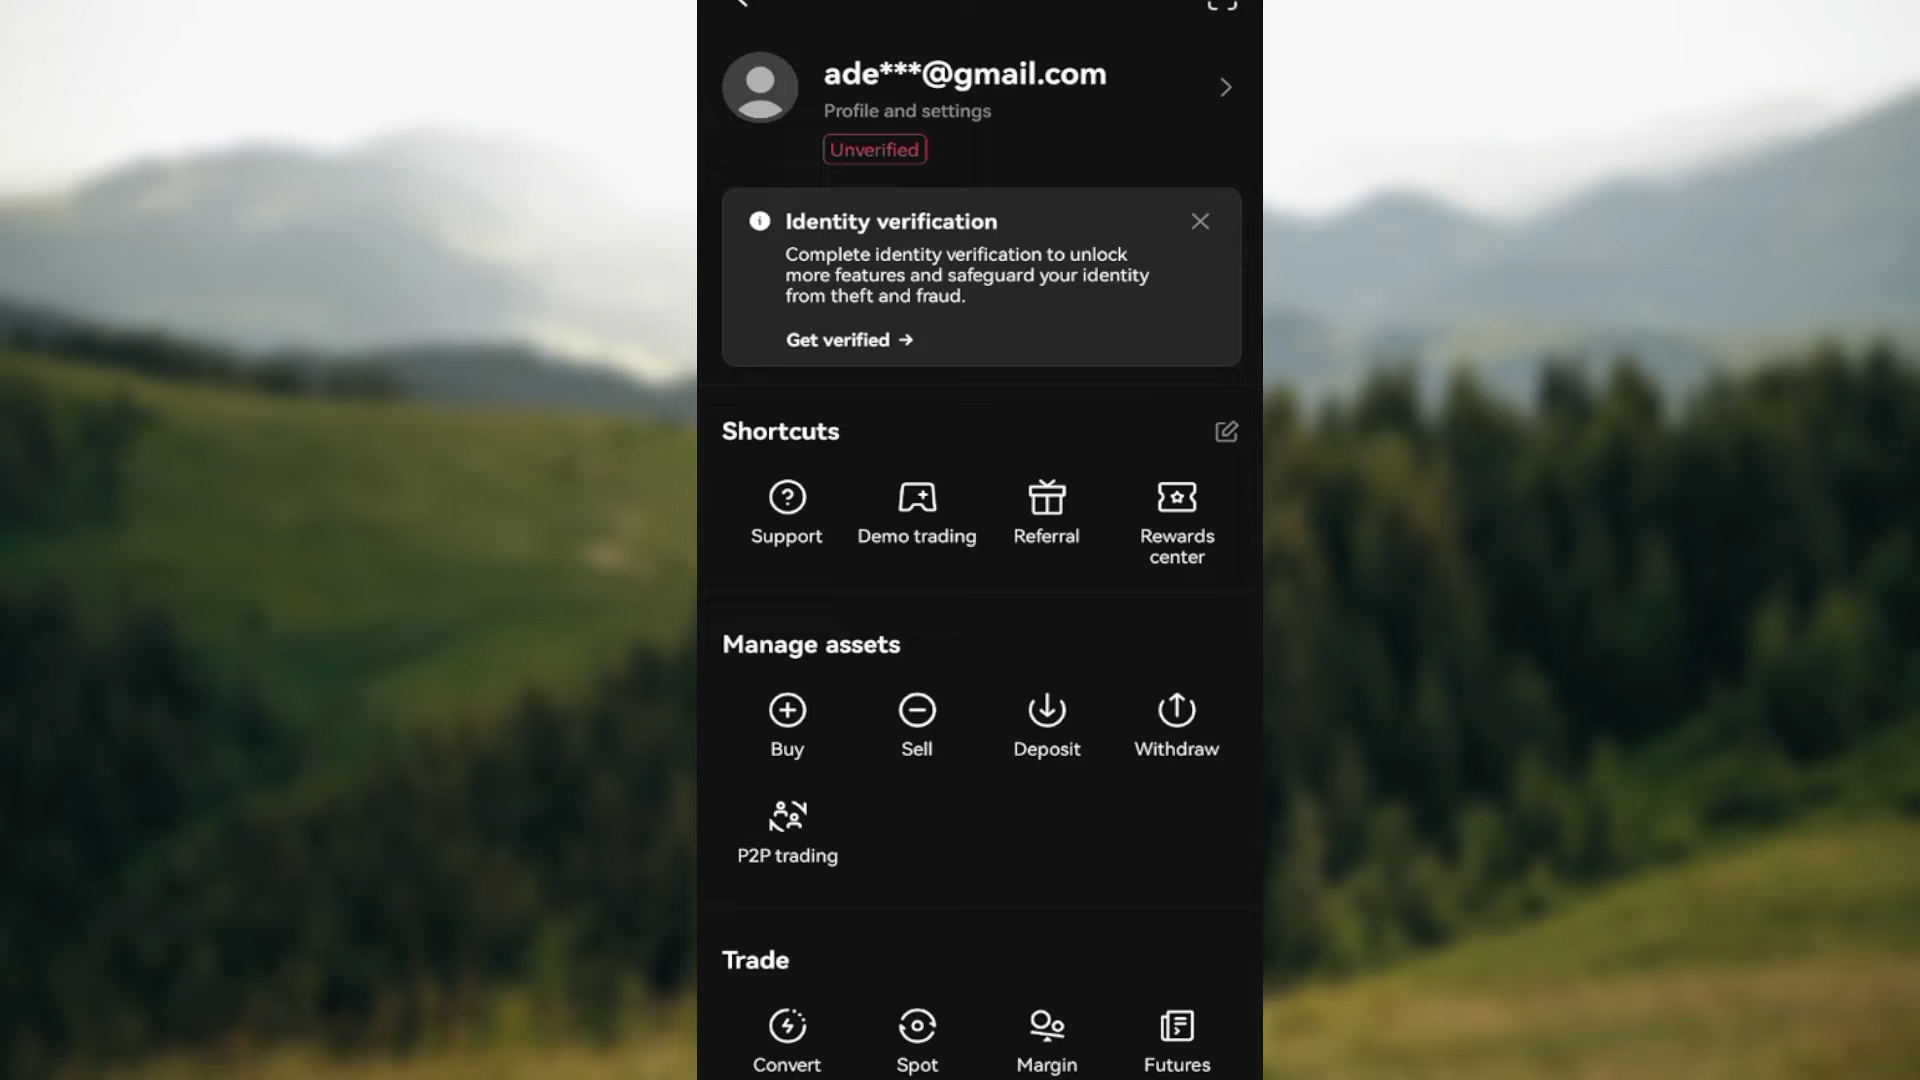 ade***@gmail.com
Profile and settings
Unverified
Identity verification
Complete identity verification to unlock
more features and safeguard your identity
from theft and fraud.
Get verified →
Shortcuts
Support
Demo trading
Referral
Rewards
center
Manage assets
Buy
Sell
Deposit
Withdraw
P2P trading
Trade
Convert
Spot
Margin
Futures